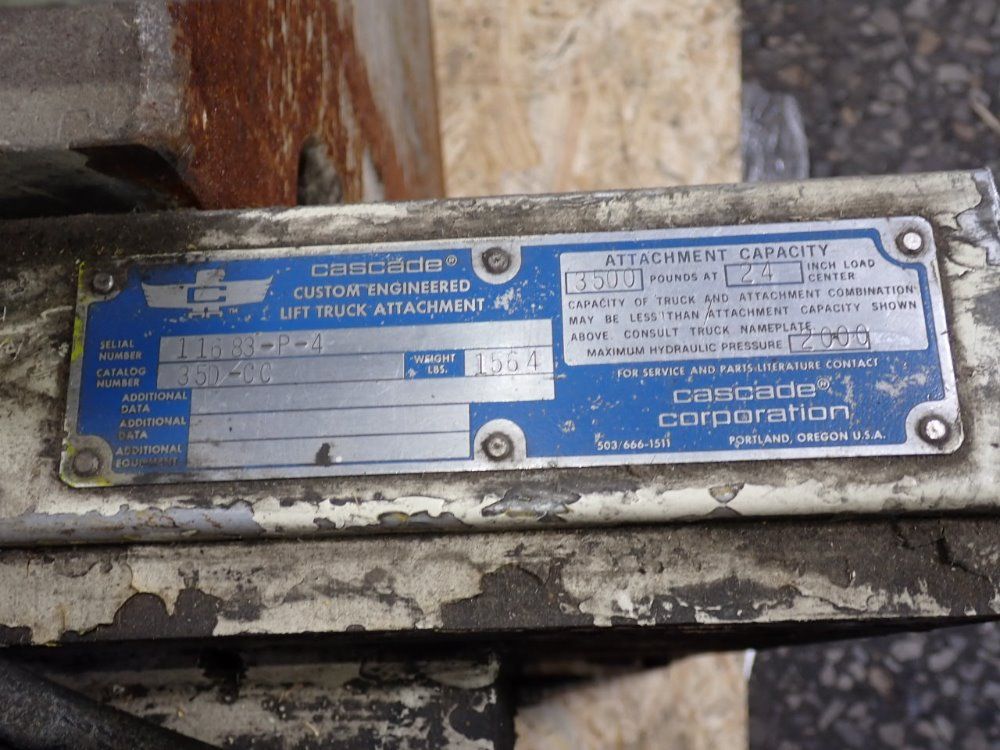 cascade®
CUSTOM ENGINEERED
LIFT TRUCK ATTACHMENT
TM
SERIAL NUMBER 11683-P-4
CATALOG NUMBER 35D-CC WEIGHT LBS. 1564
ADDITIONAL DATA
ADDITIONAL DATA
ADDITIONAL EQUIPMENT
ATTACHMENT CAPACITY
3500 POUNDS AT 24 INCH LOAD CENTER
CAPACITY OF TRUCK AND ATTACHMENT COMBINATION
MAY BE LESS THAN ATTACHMENT CAPACITY SHOWN
ABOVE. CONSULT TRUCK NAMEPLATE
MAXIMUM HYDRAULIC PRESSURE 2000
FOR SERVICE AND PARTS LITERATURE CONTACT
cascade®
corporation
503/666-1511 PORTLAND, OREGON U.S.A.